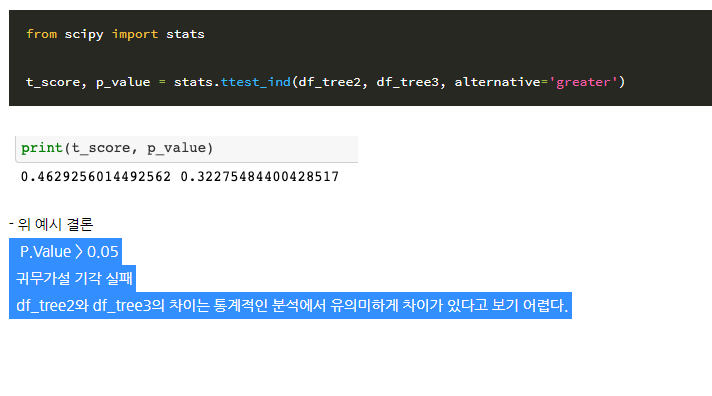 from scipy import stats
t_score, p_value = stats.ttest_ind(df_tree2, df_tree3, alternative='greater')
print(t_score, p_value)
0.4629256014492562 0.32275484400428517
- 위 예시 결론
P.Value > 0.05
귀무가설 기각 실패
df_tree2와 df_tree3의 차이는 통계적인 분석에서 유의미하게 차이가 있다고 보기 어렵다.